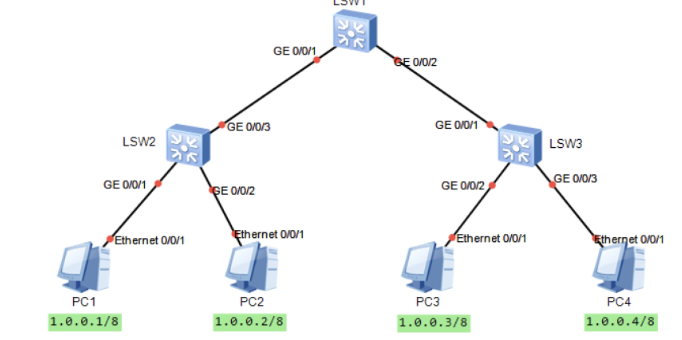 LSW1
GE 0/0/1
GE 0/0/2
GE 0/0/3
GE 0/0/1
LSW2
LSW3
GE 0/0/1
GE 0/0/2
GE 0/0/2
GE 0/0/3
Ethernet 0/0/1
Ethernet 0/0/1
Ethernet 0/0/1
Ethernet 0/0/1
PC1
PC2
PC3
PC4
1.0.0.1/8
1.0.0.2/8
1.0.0.3/8
1.0.0.4/8